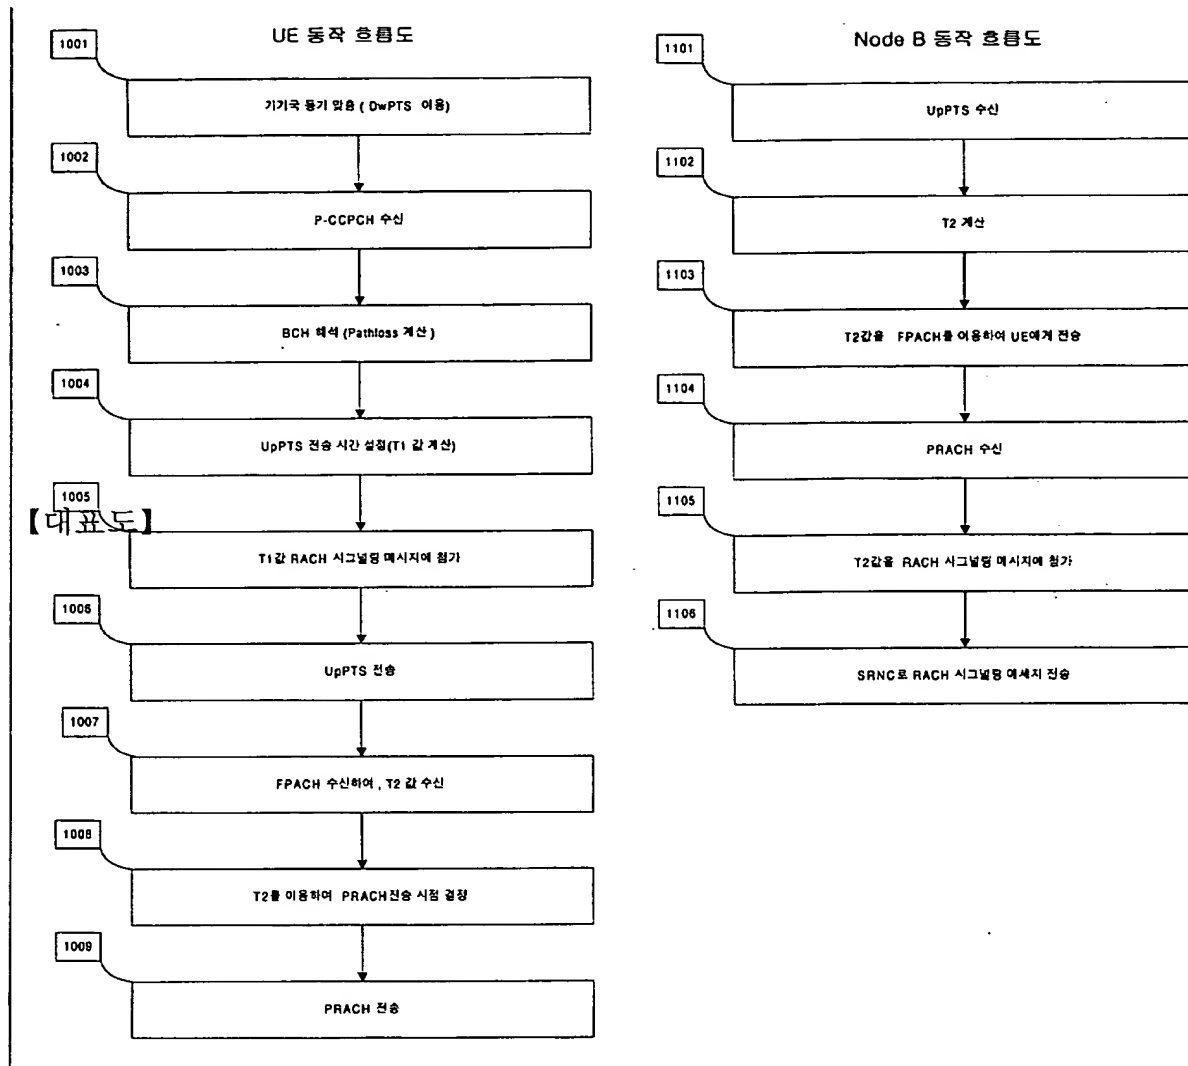 UE 동작 흐름도
1001
기기국 동기 맞춤 ( DwPTS 이용)
1002
P-CCPCH 수신
1003
BCH 해석 (Pathloss 계산 )
1004
UpPTS 전송 시간 설정(T1 값 계산)
1005
【대표도】
T1값 RACH 시그널링 메시지에 첨가
1006
UpPTS 전송
1007
FPACH 수신하여 , T2 값 수신
1008
T2를 이용하여 PRACH전송 시점 결정
1009
PRACH 전송
Node B 동작 흐름도
1101
UpPTS 수신
1102
T2 계산
1103
T2값을 FPACH를 이용하여 UE에게 전송
1104
PRACH 수신
1105
T2값을 RACH 시그널링 메시지에 첨가
1106
SRNC로 RACH 시그널링 메세지 전송